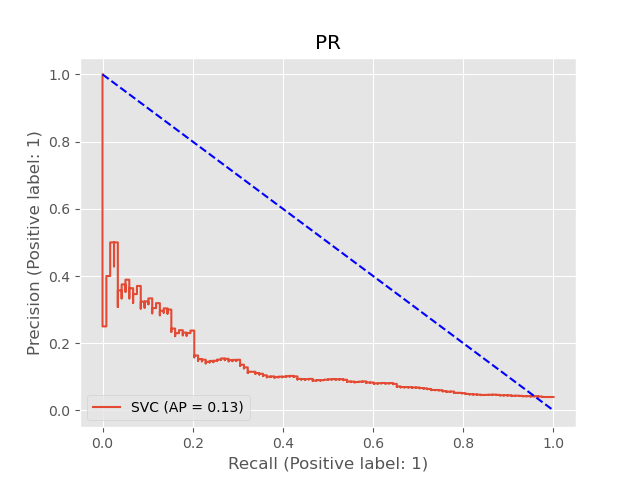 PR
Precision (Positive label: 1)
1.0
0.8
0.6
0.4
0.2
0.0
SVC (AP = 0.13)
0.0 0.2 0.4 0.6 0.8 1.0
Recall (Positive label: 1)